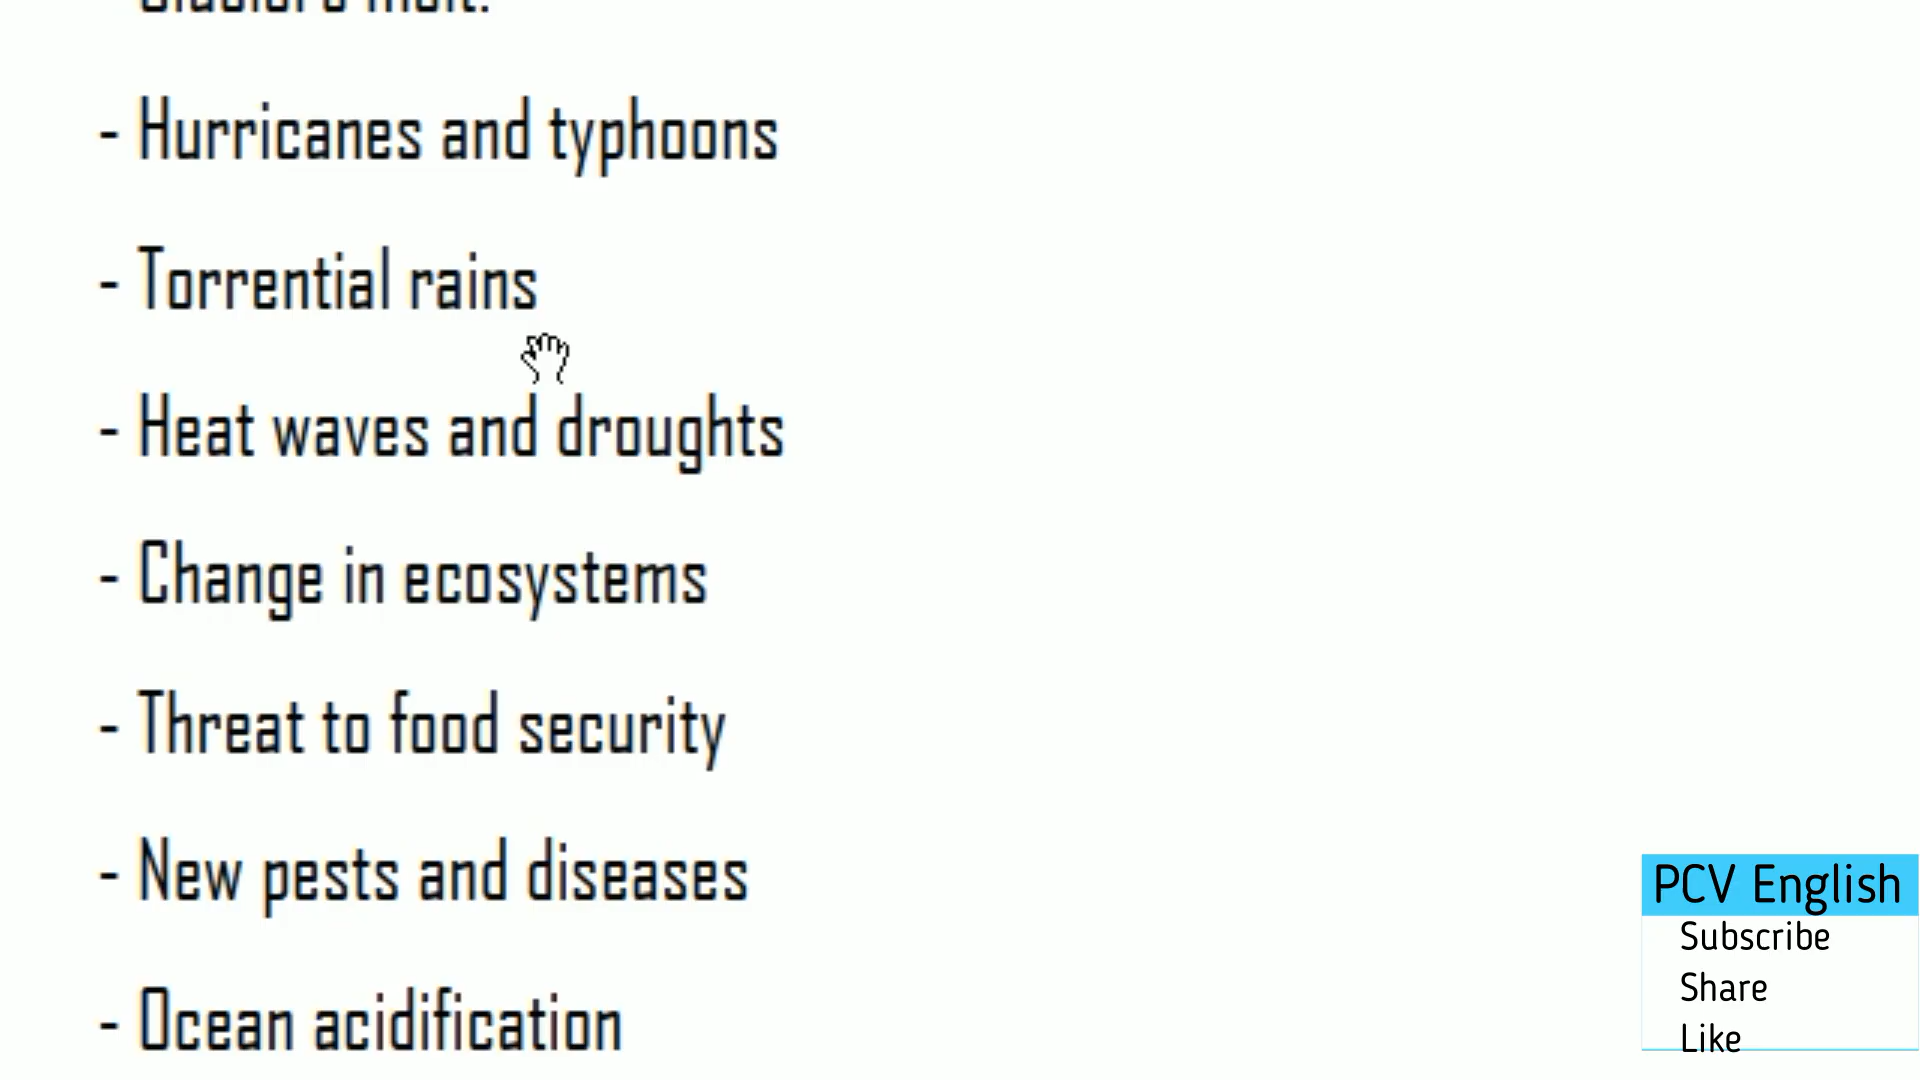 - Hurricanes and typhoons
- Torrential rains
- Heat waves and droughts
- Change in ecosystems
- Threat to food security
- New pests and diseases
- Ocean acidification
PCV English
Subscribe
Share
Like